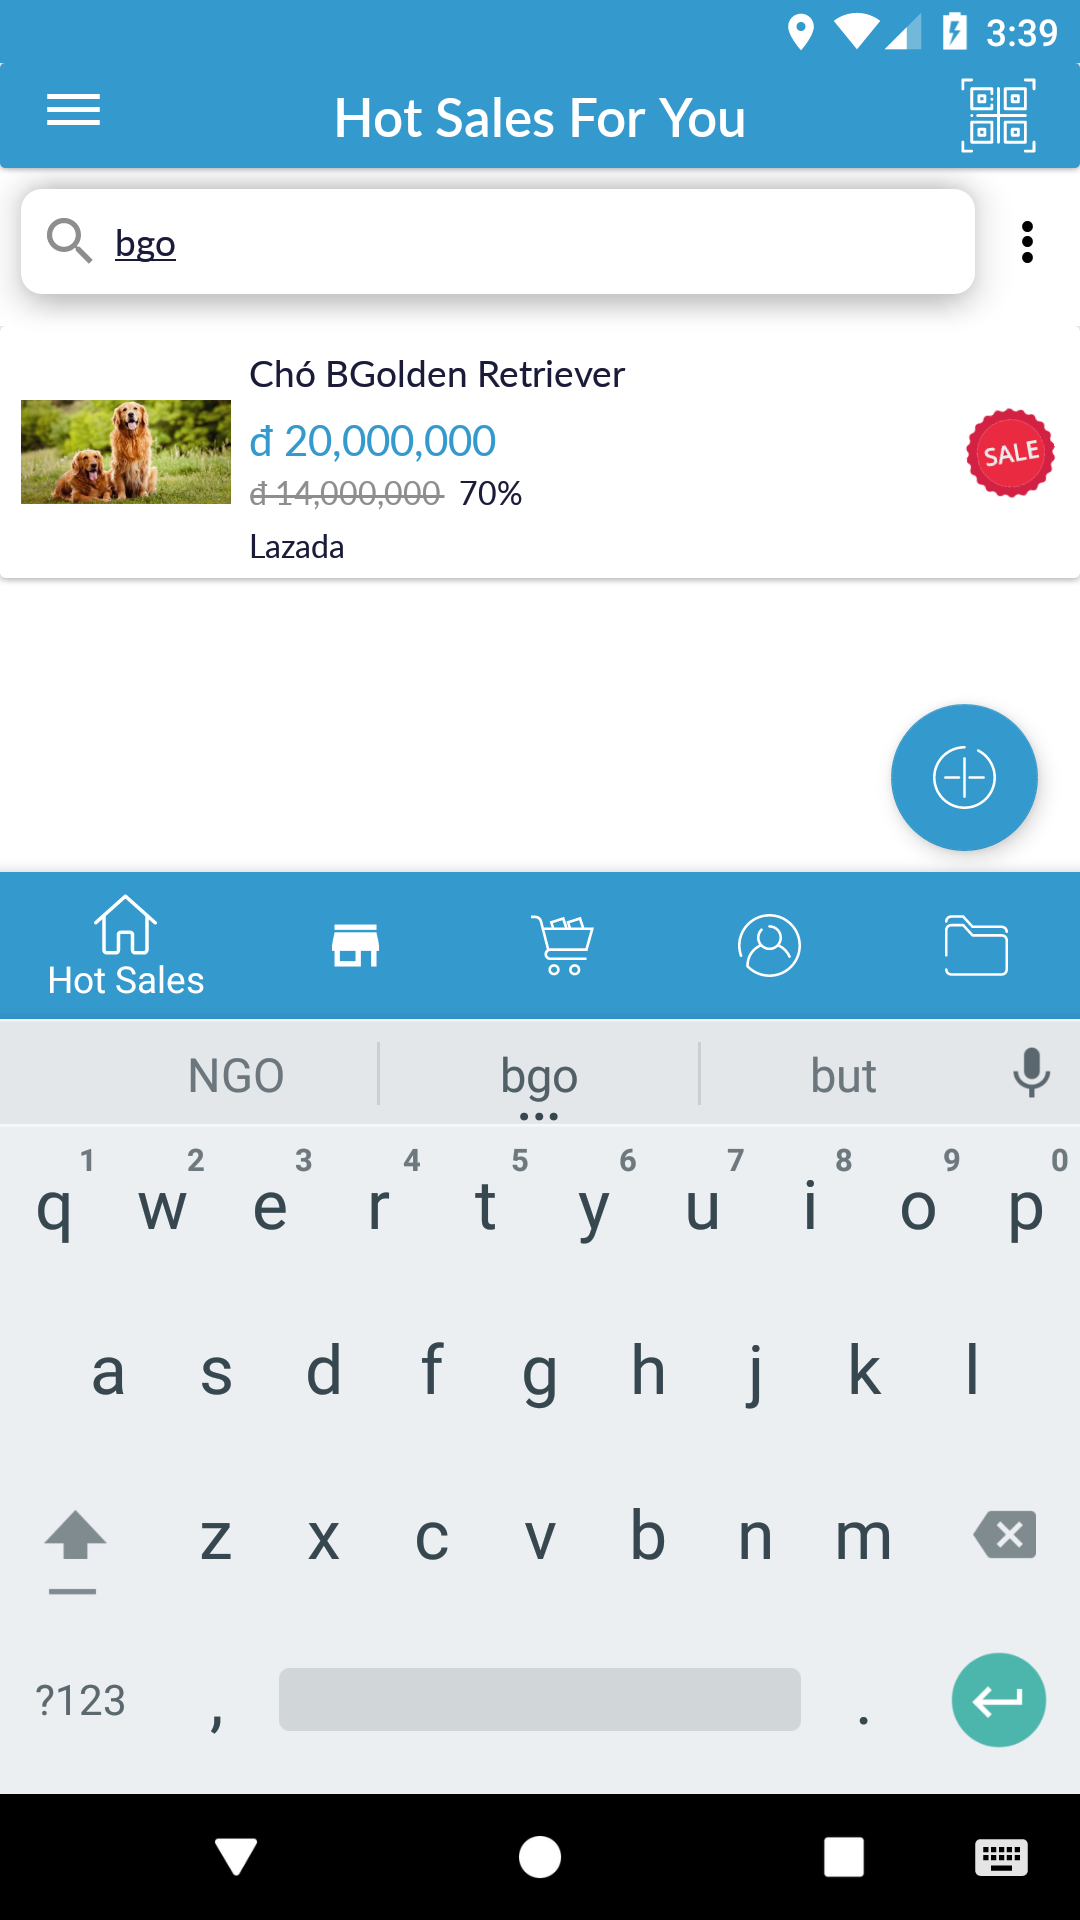 3:39
Hot Sales For You
bgo
Chó BGolden Retriever
đ 20,000,000
SALE
đ 14,000,000 70%
Lazada
Hot Sales
NGO bgo but
1 2 3 4 5 6 7 8 9 0
q w e r t y u i o p
a s d f g h j k l
z x c v b n m
?123 , .